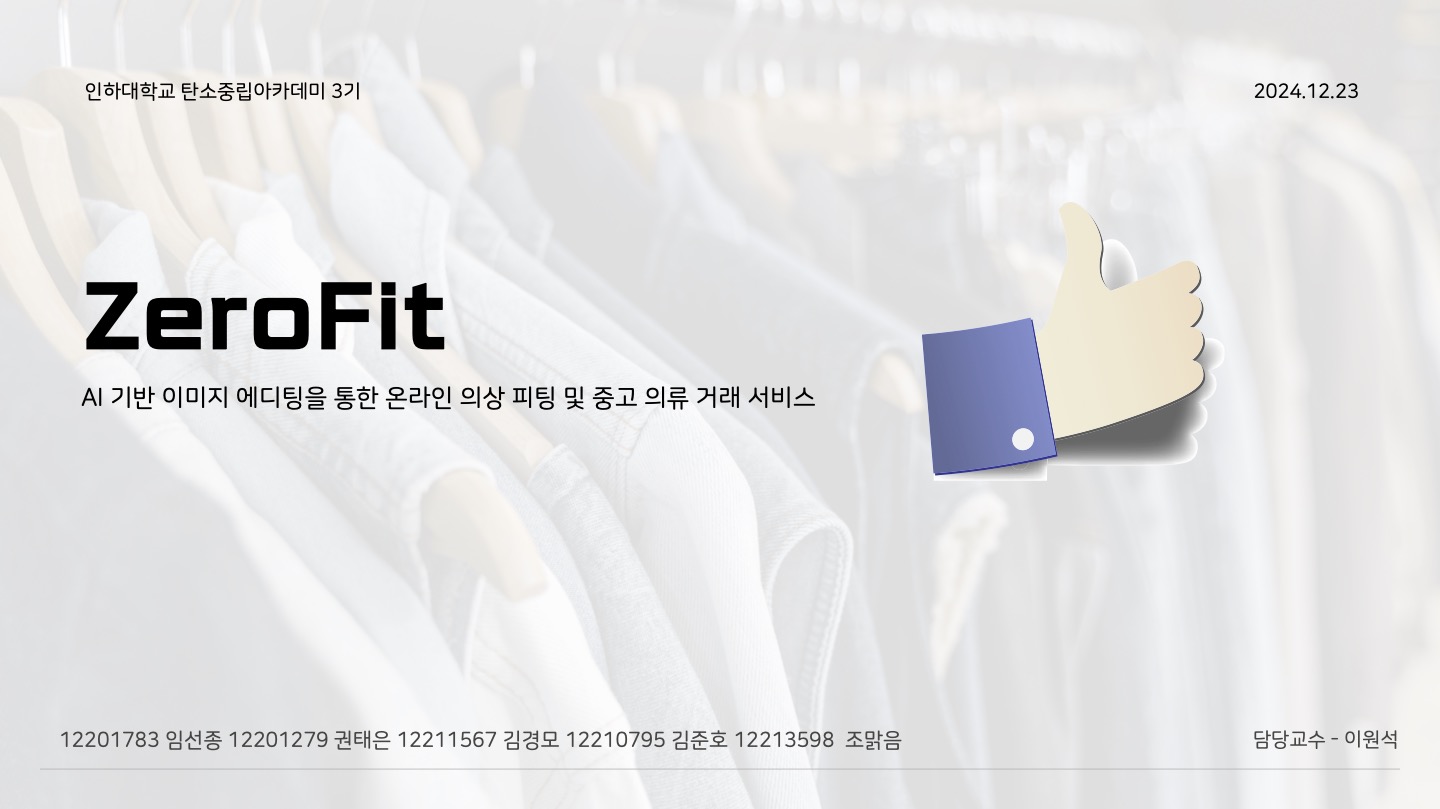 인하대학교 탄소중립아카데미 3기
2024.12.23
ZeroFit
AI 기반 이미지 에디팅을 통한 온라인 의상 피팅 및 중고 의류 거래 서비스
12201783 임선종 12201279 권태은 12211567 김경모 12210795 김준호 12213598 조맑음
담당교수 - 이원석